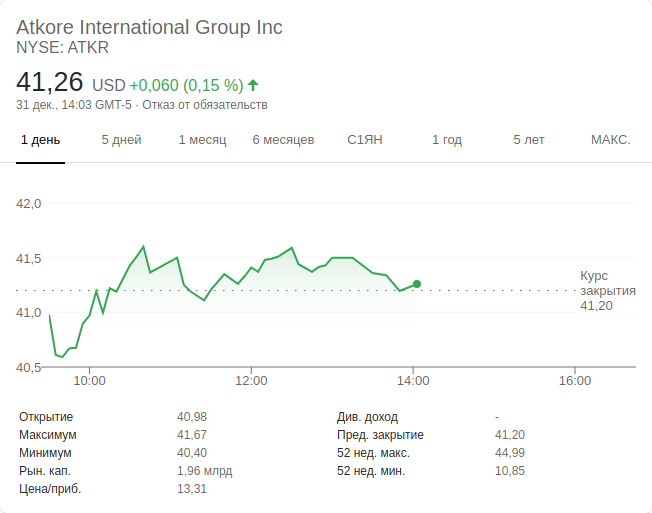 Atkore International Group Inc
NYSE: ATKR
41,26 USD +0,060 (0,15 %)
31 дек., 14:03 GMT-5 · Отказ от обязательств
1 день 5 дней 1 месяц 6 месяцев С1ЯН 1 год 5 лет МАКС.
42,0
41,5
41,0
40,5
Курс
закрытия
41,20
10:00 12:00 14:00 16:00
Открытие 40,98
Максимум 41,67
Минимум 40,40
Рын. кап. 1,96 млрд
Цена/приб. 13,31
Див. доход -
Пред. закрытие 41,20
52 нед. макс. 44,99
52 нед. мин. 10,85